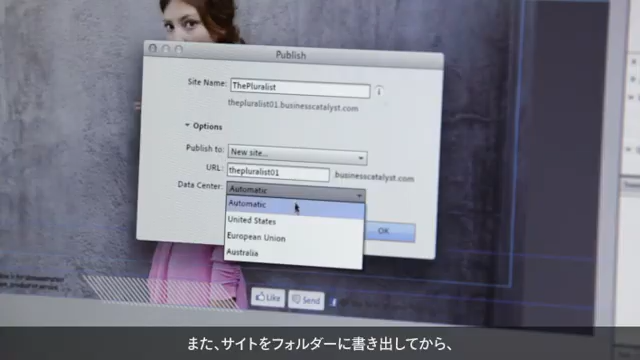 Publish
Site Name: ThePluralist
thepluralist01.businesscatalyst.com
Options
Publish to: New site...
URL: thepluralist01 .businesscatalyst.com
Data Center: Automatic
Automatic
United States
European Union
Australia
OK
Like Send
また、サイトをフォルダーに書き出してから、